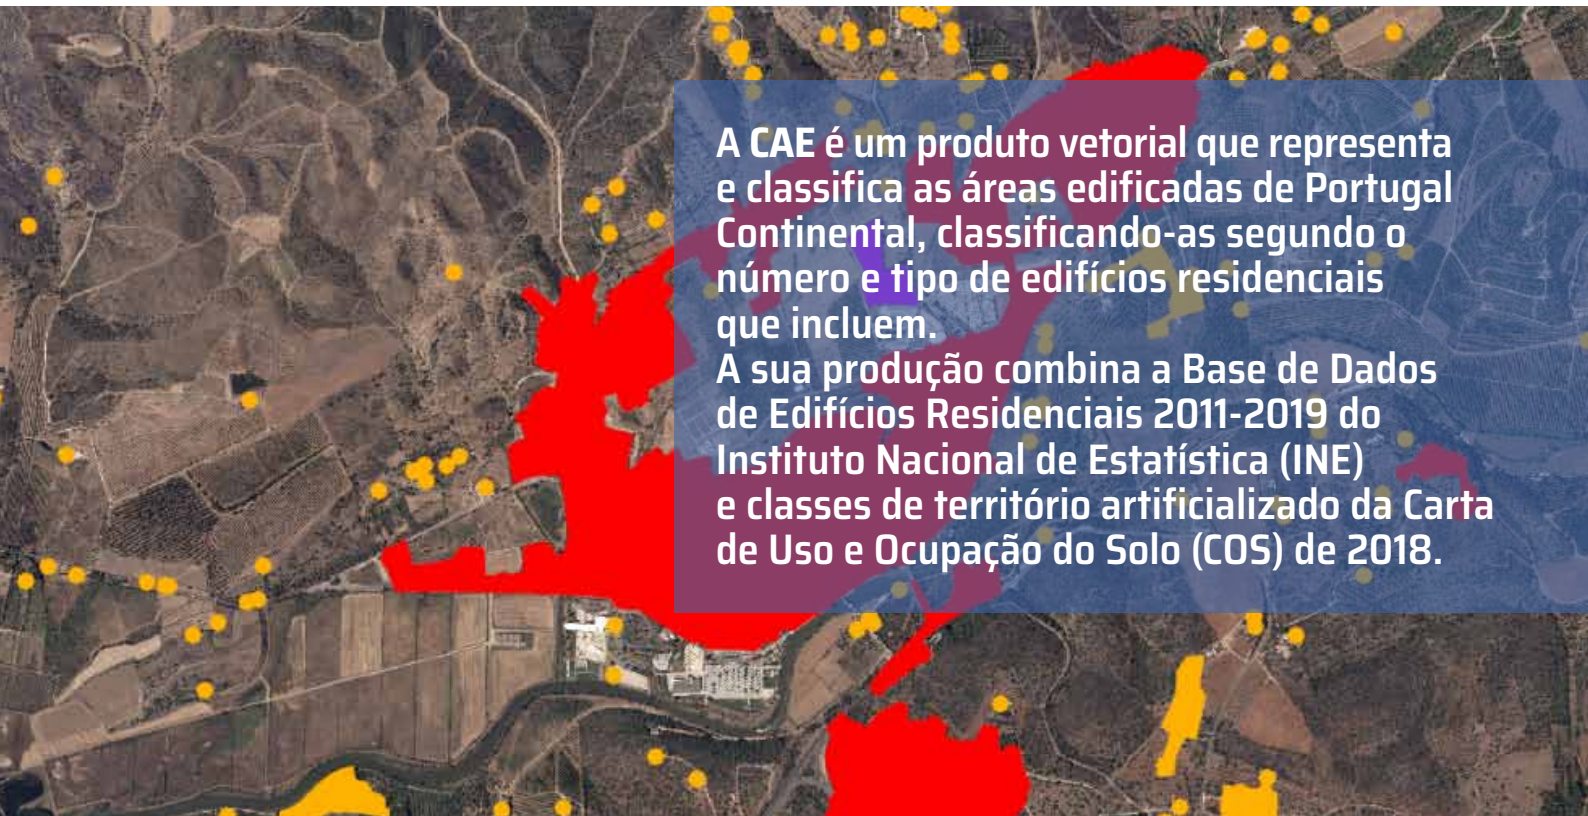 A CAE é um produto vetorial que representa
e classifica as áreas edificadas de Portugal
Continental, classificando-as segundo o
número e tipo de edifícios residenciais
que incluem.
A sua produção combina a Base de Dados
de Edifícios Residenciais 2011-2019 do
Instituto Nacional de Estatística (INE)
e classes de território artificializado da Carta
de Uso e Ocupação do Solo (COS) de 2018.